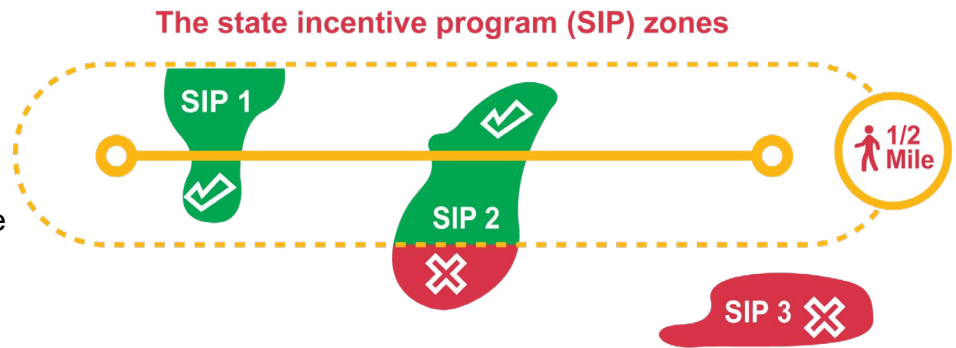 The state incentive program (SIP) zones
SIP 1
1/2
Mile
e
SIP 2
SIP 3